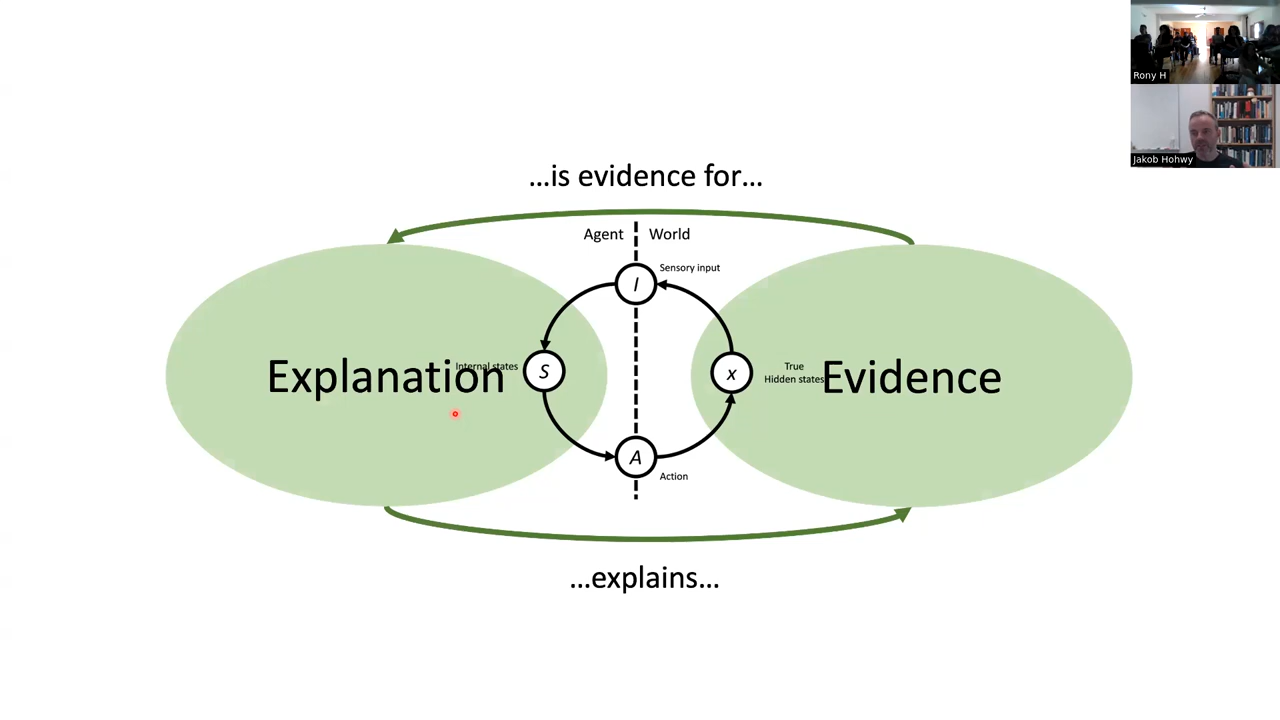 Rony H
Jakob Hohwy
...is evidence for...
Agent World
I
Sensory input
Explanation
Internal states
S
x
True
Hidden states
Evidence
A
Action
...explains...